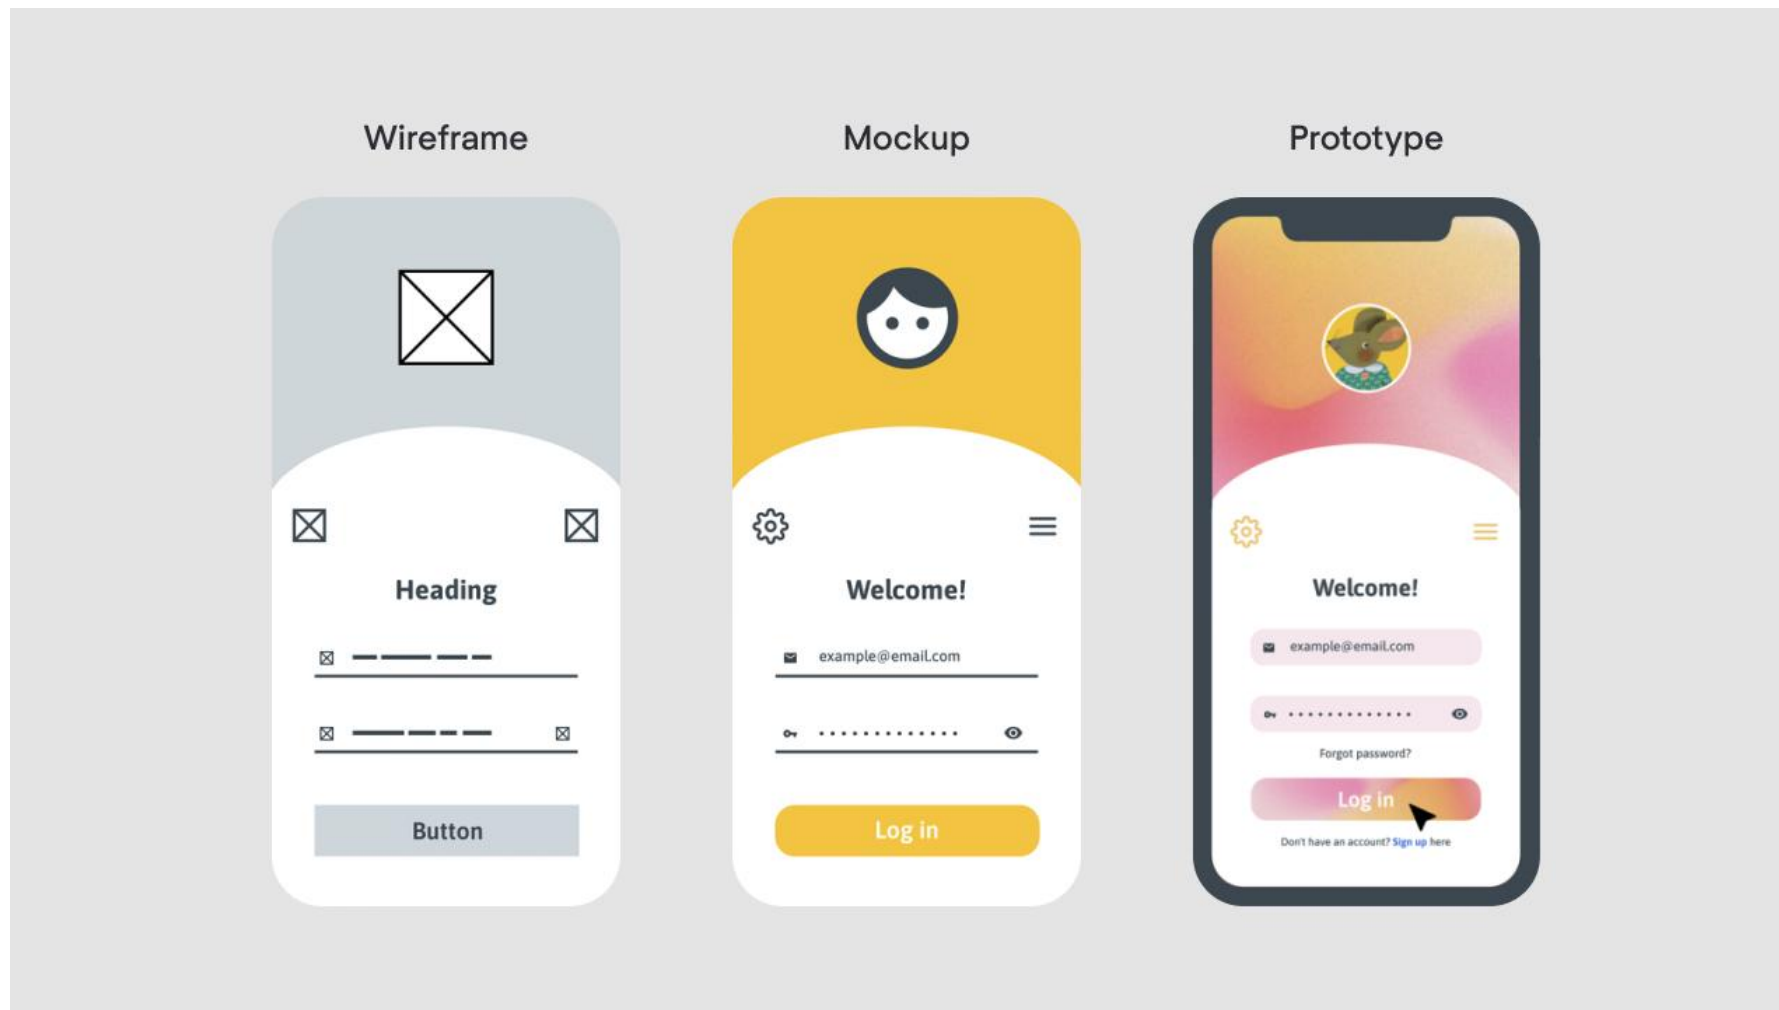 Wireframe
Heading
Button
Mockup
Welcome!
example@email.com
Log in
Prototype
Welcome!
example@email.com
Forgot password?
Log in
Don't have an account? Sign up here